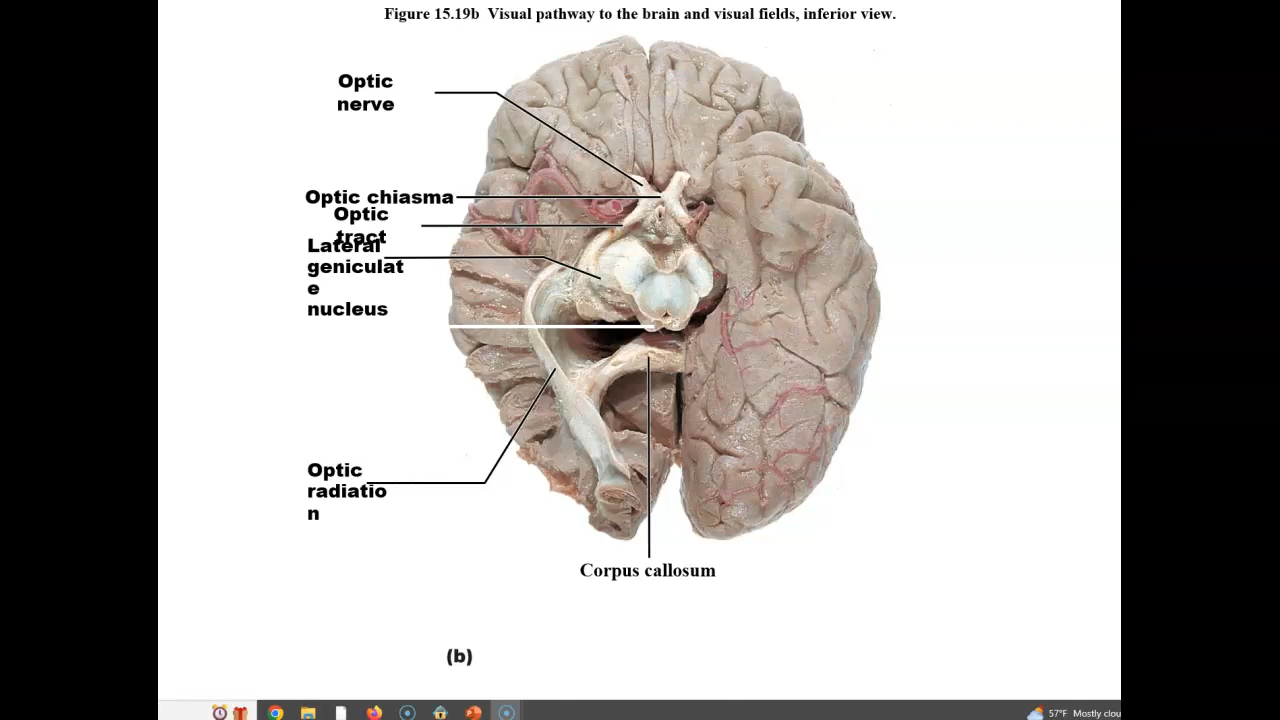 Figure 15.19b Visual pathway to the brain and visual fields, inferior view.
Optic
nerve
Optic chiasma
Optic
tract
Lateral
geniculat
e
nucleus
Optic
radiatio
n
Corpus callosum
(b)
57°F Mostly clou